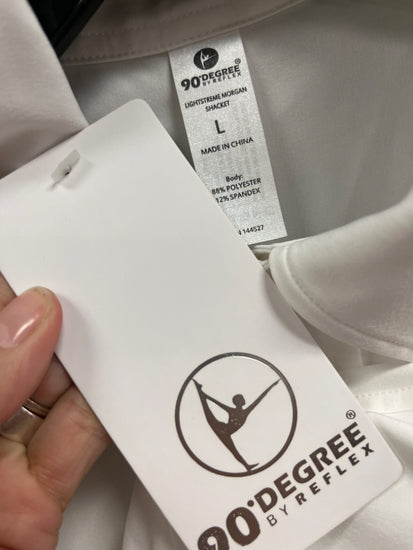 90°DEGREE®
BY REFLEX
LIGHTSTREME MORGAN
SHACKET
L
MADE IN CHINA
Body:
88% POLYESTER
12% SPANDEX
144527
90°DEGREE®
BY REFLEX